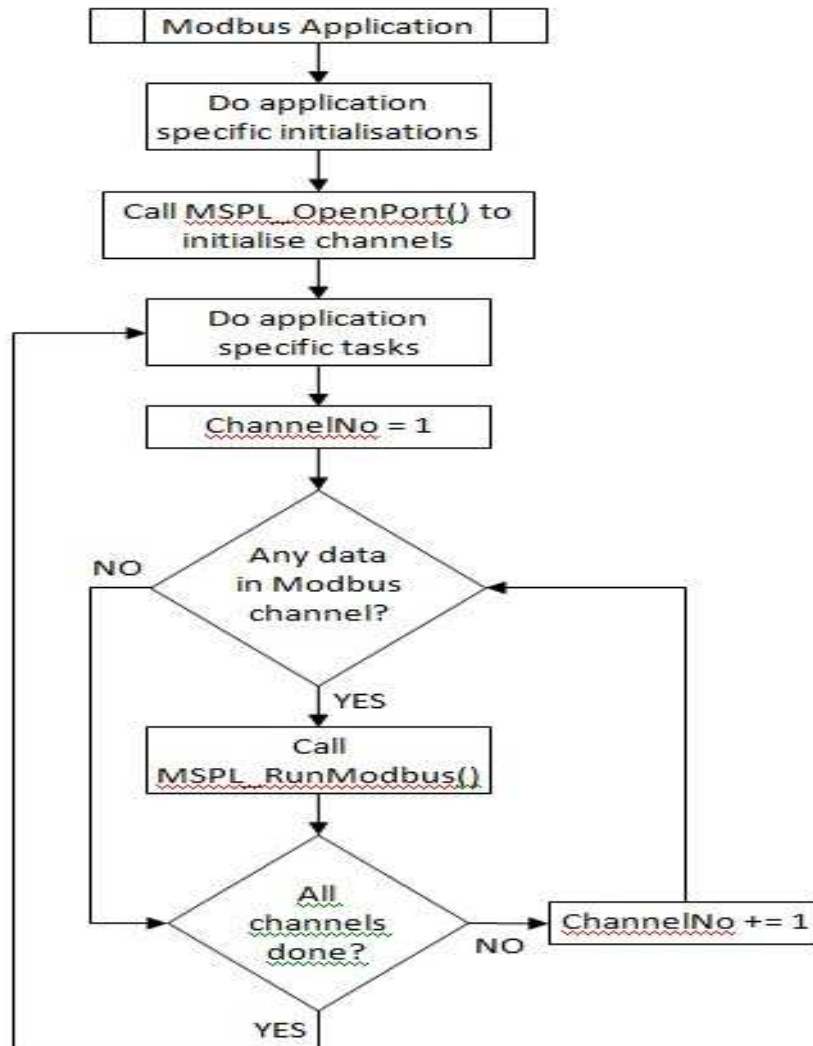 Modbus Application
Do application
specific initialisations
Call MSPL_OpenPort() to
initialise channels
Do application
specific tasks
ChannelNo = 1
Any data
in Modbus
channel?
NO
YES
Call
MSPL_RunModbus()
All
channels
done?
NO
ChannelNo += 1
YES